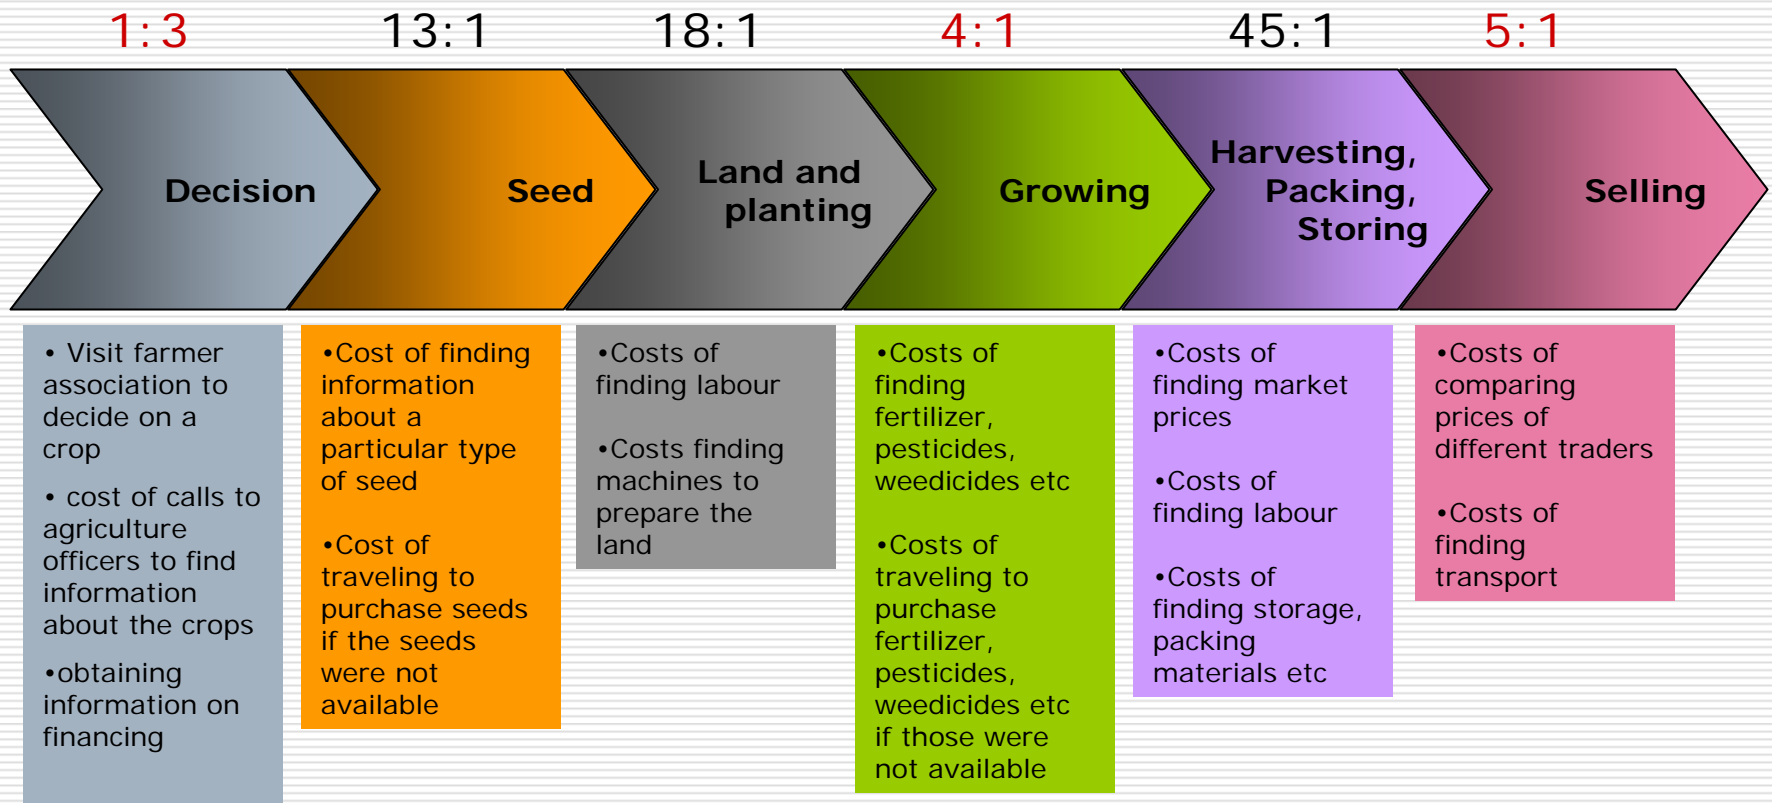 1:3
13:1
18:1
4:1
45:1
5:1
Decision
Seed
Land and
planting
Growing
Harvesting,
Packing,
Storing
Selling
• Visit farmer
association to
decide on a
crop
• cost of calls to
agriculture
officers to find
information
about the crops
•obtaining
information on
financing
•Cost of finding
information
about a
particular type
of seed
•Cost of
traveling to
purchase seeds
if the seeds
were not
available
•Costs of
finding labour
•Costs finding
machines to
prepare the
land
•Costs of
finding
fertilizer,
pesticides,
weedicides etc
•Costs of
traveling to
purchase
fertilizer,
pesticides,
weedicides etc
if those were
not available
•Costs of
finding market
prices
•Costs of
finding labour
•Costs of
finding storage,
packing
materials etc
•Costs of
comparing
prices of
different traders
•Costs of
finding
transport